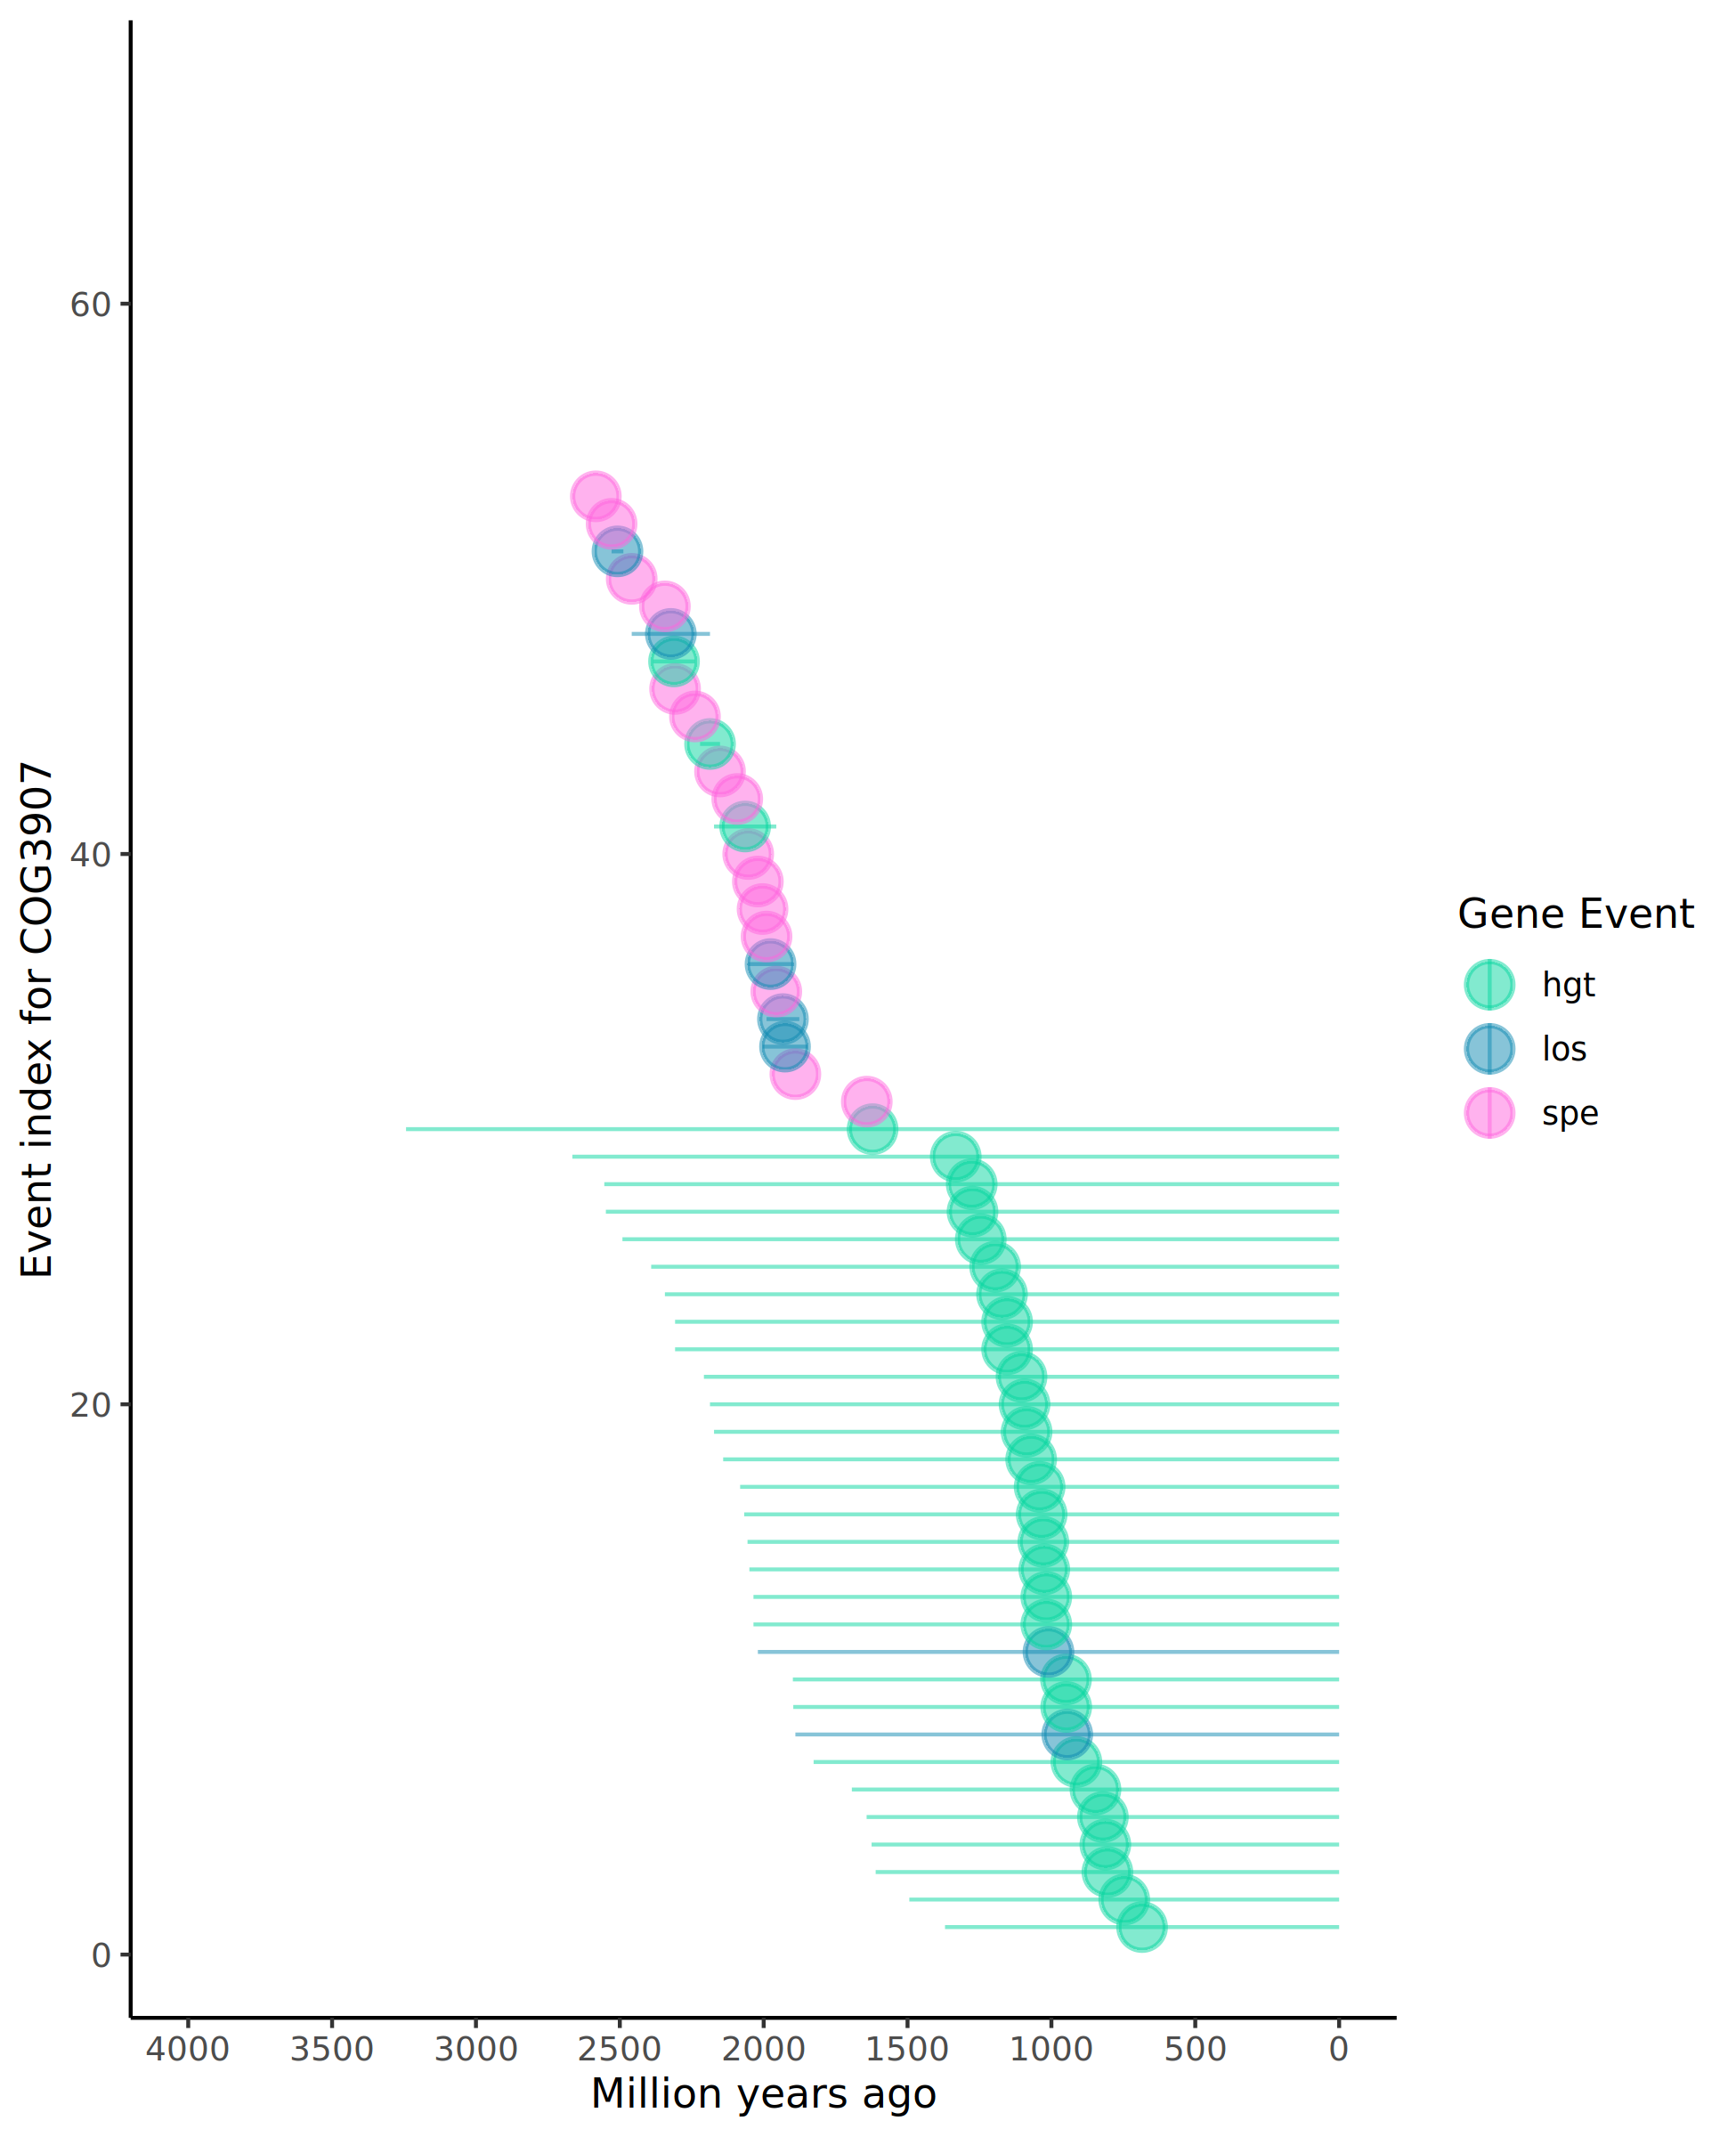 Event index for COG3907
60
40
20
0
4000 3500 3000 2500 2000 1500 1000 500 0
Million years ago
Gene Event
hgt
los
spe